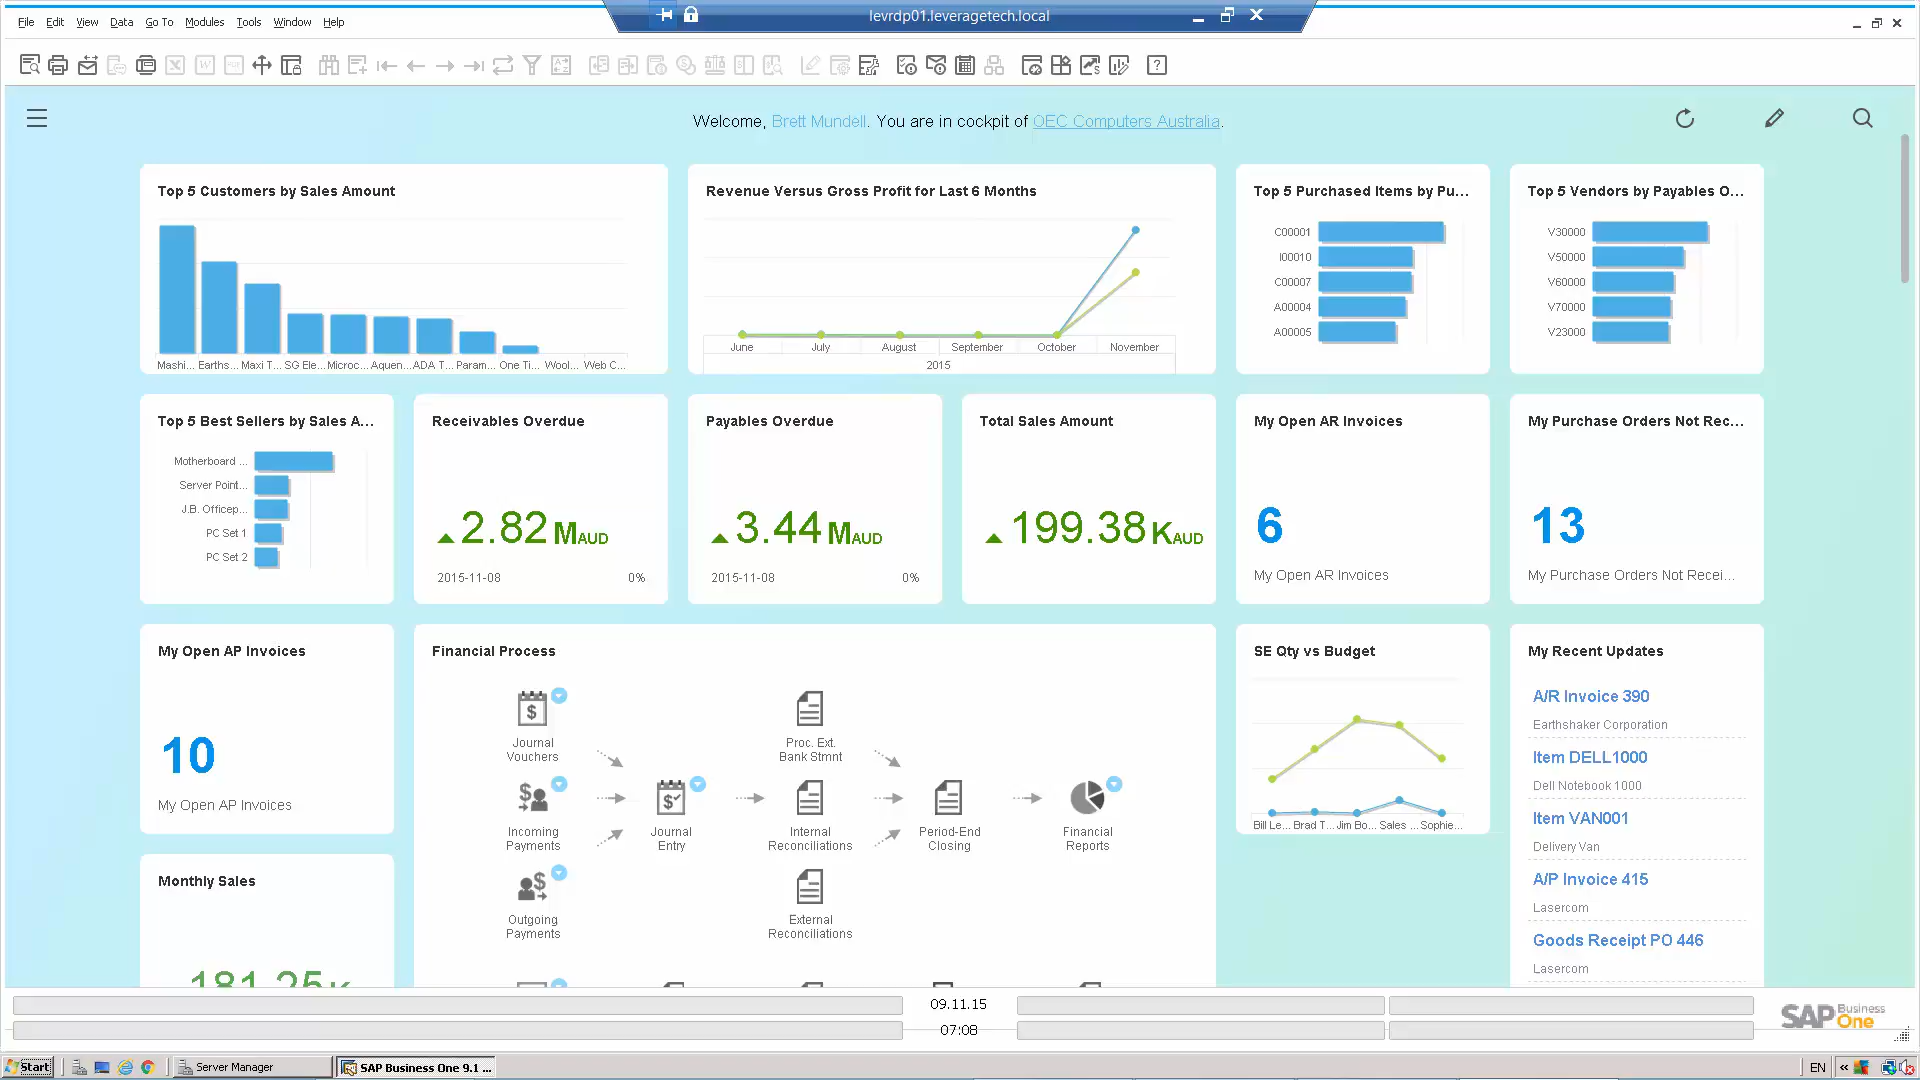 levrdp01.leveragetech.local
File Edit View Data Go To Modules Tools Window Help
Welcome, Brett Mundell. You are in cockpit of OEC Computers Australia.
Top 5 Customers by Sales Amount
Mashi... Earths... Maxi T... SG Ele... Microc... Aquen... ADA T... Param... One Ti... Wool... Web C...
Revenue Versus Gross Profit for Last 6 Months
June July August September October November
2015
Top 5 Purchased Items by Pu...
C00001
I00010
C00007
A00004
A00005
Top 5 Vendors by Payables O...
V30000
V50000
V60000
V70000
V23000
Top 5 Best Sellers by Sales A...
Motherboard ...
Server Point...
J.B. Officep...
PC Set 1
PC Set 2
Receivables Overdue
2.82 MAUD
2015-11-08 0%
Payables Overdue
3.44 MAUD
2015-11-08 0%
Total Sales Amount
199.38 KAUD
My Open AR Invoices
6
My Open AR Invoices
My Purchase Orders Not Rec...
13
My Purchase Orders Not Recei...
My Open AP Invoices
10
My Open AP Invoices
Financial Process
Journal
Vouchers
Proc. Ext.
Bank Stmnt
Incoming
Payments
Journal
Entry
Internal
Reconciliations
Period-End
Closing
Financial
Reports
Outgoing
Payments
External
Reconciliations
SE Qty vs Budget
Bill Le... Brad T... Jim Bo... Sales ... Sophie...
My Recent Updates
A/R Invoice 390
Earthshaker Corporation
Item DELL1000
Dell Notebook 1000
Item VAN001
Delivery Van
A/P Invoice 415
Lasercom
Goods Receipt PO 446
Lasercom
Monthly Sales
181.25K
09.11.15
07:08
SAP Business One
Start Server Manager SAP Business One 9.1 ... EN